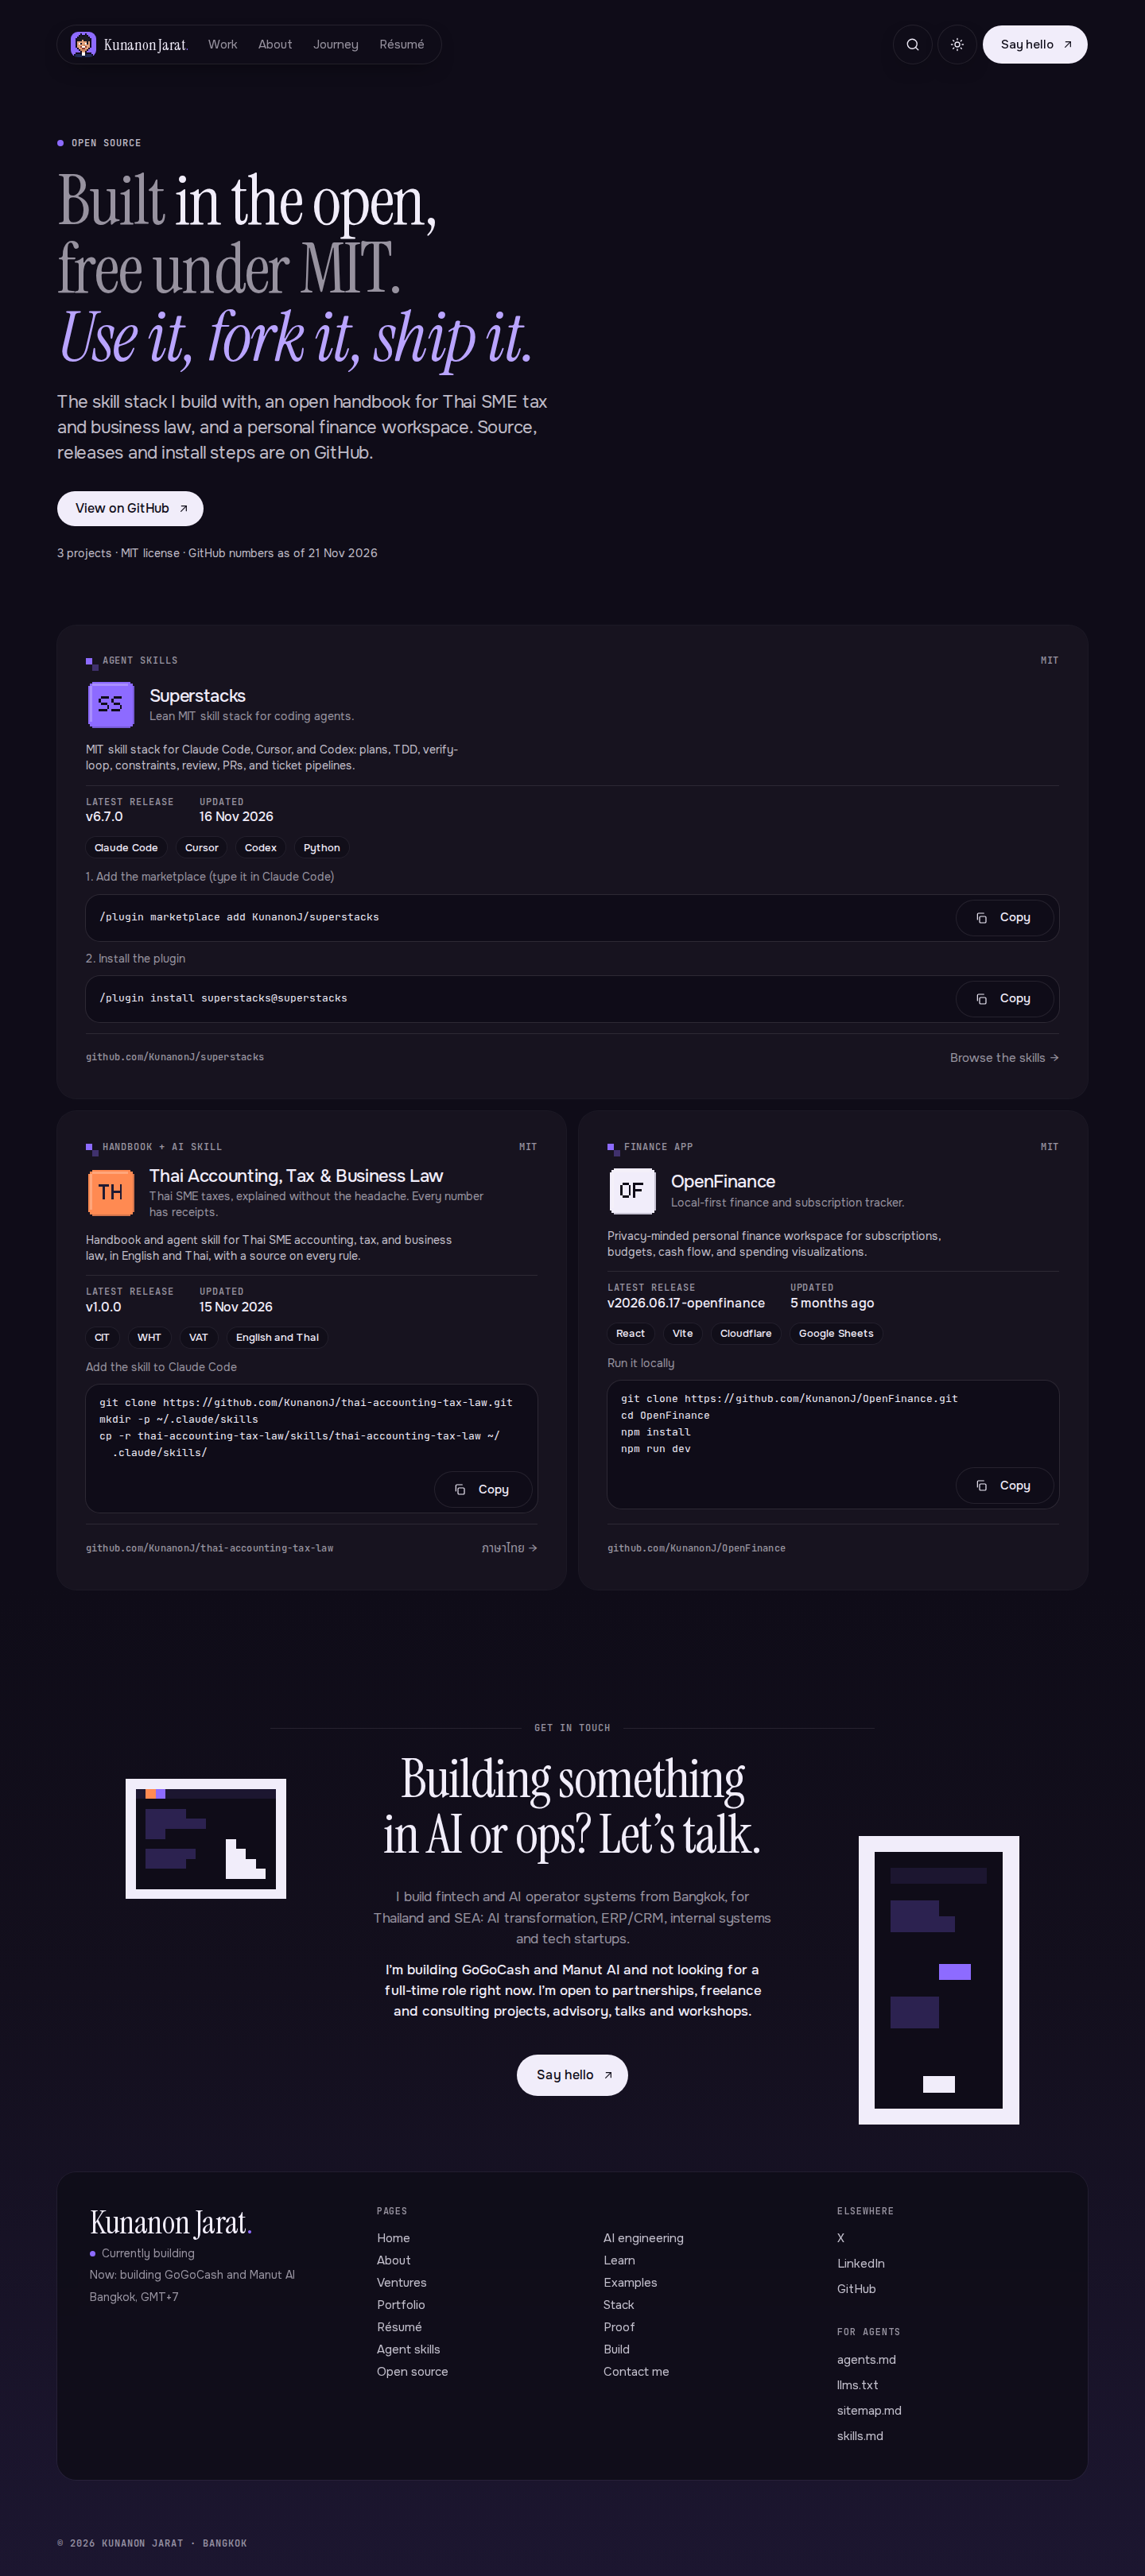 Kunanon Jarat.
Work
About
Journey
Résumé
Say hello
OPEN SOURCE
Built in the open,
free under MIT.
Use it, fork it, ship it.
The skill stack I build with, an open handbook for Thai SME tax
and business law, and a personal finance workspace. Source,
releases and install steps are on GitHub.
View on GitHub
3 projects · MIT license · GitHub numbers as of 21 Nov 2026
AGENT SKILLS
MIT
SS
Superstacks
Lean MIT skill stack for coding agents.
MIT skill stack for Claude Code, Cursor, and Codex: plans, TDD, verify-
loop, constraints, review, PRs, and ticket pipelines.
LATEST RELEASE
UPDATED
v6.7.0
16 Nov 2026
Claude Code
Cursor
Codex
Python
1. Add the marketplace (type it in Claude Code)
/plugin marketplace add KunanonJ/superstacks
Copy
2. Install the plugin
/plugin install superstacks@superstacks
Copy
github.com/KunanonJ/superstacks
Browse the skills →
HANDBOOK + AI SKILL
MIT
TH
Thai Accounting, Tax & Business Law
Thai SME taxes, explained without the headache. Every number
has receipts.
Handbook and agent skill for Thai SME accounting, tax, and business
law, in English and Thai, with a source on every rule.
LATEST RELEASE
UPDATED
v1.0.0
15 Nov 2026
CIT
WHT
VAT
English and Thai
Add the skill to Claude Code
git clone https://github.com/KunanonJ/thai-accounting-tax-law.git
mkdir -p ~/.claude/skills
cp -r thai-accounting-tax-law/skills/thai-accounting-tax-law ~/
.claude/skills/
Copy
github.com/KunanonJ/thai-accounting-tax-law
ภาษาไทย →
FINANCE APP
MIT
OF
OpenFinance
Local-first finance and subscription tracker.
Privacy-minded personal finance workspace for subscriptions,
budgets, cash flow, and spending visualizations.
LATEST RELEASE
UPDATED
v2026.06.17-openfinance
5 months ago
React
Vite
Cloudflare
Google Sheets
Run it locally
git clone https://github.com/KunanonJ/OpenFinance.git
cd OpenFinance
npm install
npm run dev
Copy
github.com/KunanonJ/OpenFinance
GET IN TOUCH
Building something
in AI or ops? Let’s talk.
I build fintech and AI operator systems from Bangkok, for
Thailand and SEA: AI transformation, ERP/CRM, internal systems
and tech startups.
I’m building GoGoCash and Manut AI and not looking for a
full-time role right now. I’m open to partnerships, freelance
and consulting projects, advisory, talks and workshops.
Say hello
Kunanon Jarat.
Currently building
Now: building GoGoCash and Manut AI
Bangkok, GMT+7
PAGES
Home
About
Ventures
Portfolio
Résumé
Agent skills
Open source
AI engineering
Learn
Examples
Stack
Proof
Build
Contact me
ELSEWHERE
X
LinkedIn
GitHub
FOR AGENTS
agents.md
llms.txt
sitemap.md
skills.md
© 2026 KUNANON JARAT · BANGKOK